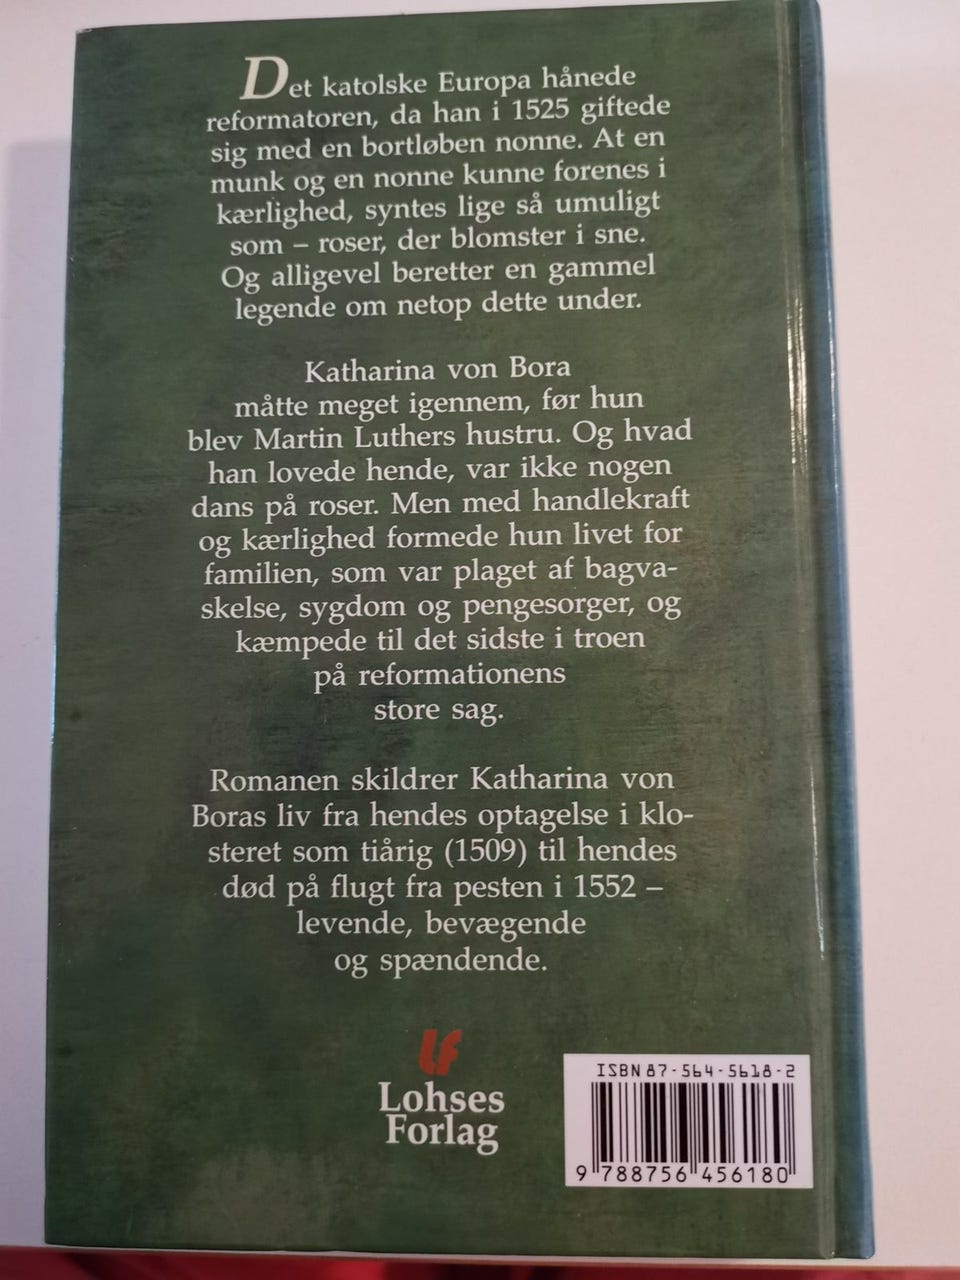 Det katolske Europa hånede
reformatoren, da han i 1525 giftede
sig med en bortløben nonne. At en
munk og en nonne kunne forenes i
kærlighed, syntes lige så umuligt
som – roser, der blomster i sne.
Og alligevel beretter en gammel
legende om netop dette under.
Katharina von Bora
måtte meget igennem, før hun
blev Martin Luthers hustru. Og hvad
han lovede hende, var ikke nogen
dans på roser. Men med handlekraft
og kærlighed formede hun livet for
familien, som var plaget af bagva-
skelse, sygdom og pengesorger, og
kæmpede til det sidste i troen
på reformationens
store sag.
Romanen skildrer Katharina von
Boras liv fra hendes optagelse i klo-
steret som tiårig (1509) til hendes
død på flugt fra pesten i 1552 –
levende, bevægende
og spændende.
LF
Lohses
Forlag
ISBN 87-564-5618-2
9 788756 456180